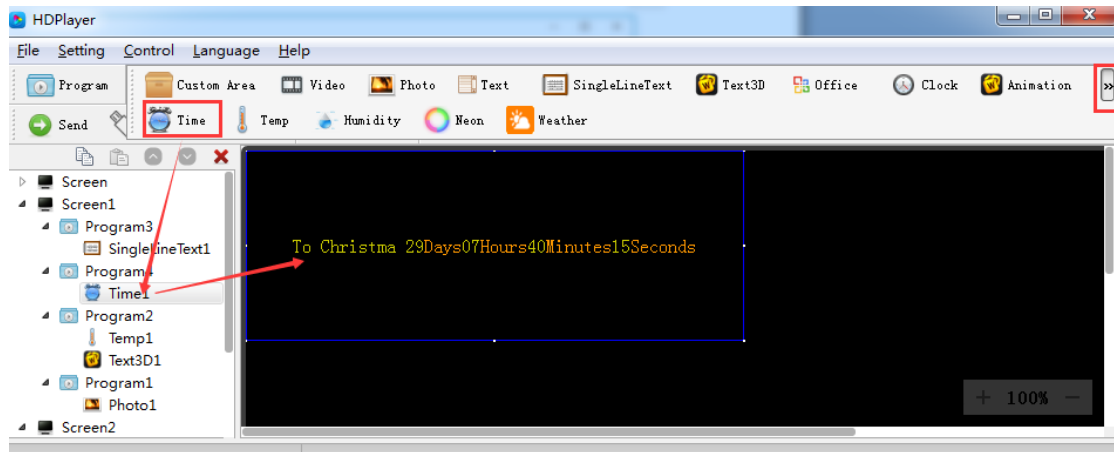 HDPlayer
File Setting Control Language Help
Program Custom Area Video Photo Text SingleLineText Text3D Office Clock Animation »
Send Time Temp Humidity Neon Weather
Screen
Screen1
Program3
SingleLineText1
Program4
Time1
Program2
Temp1
Text3D1
Program1
Photo1
Screen2
To Christma 29Days07Hours40Minutes15Seconds
+ 100% −